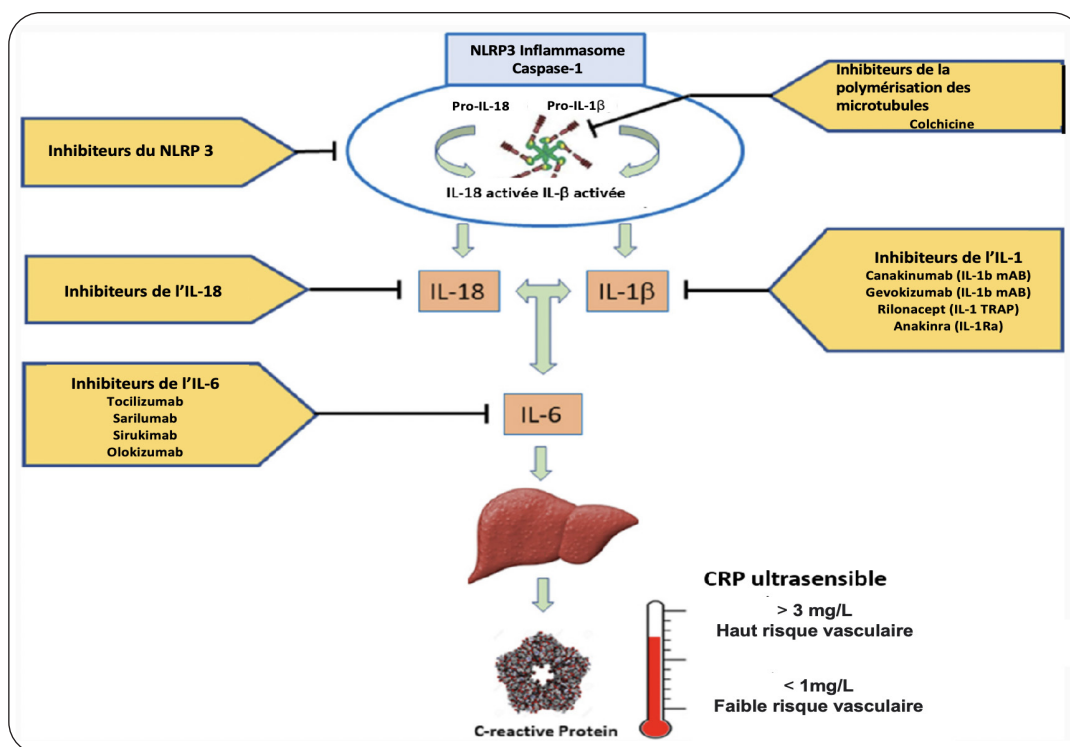 NLRP3 Inflammasome
Caspase-1
Pro-IL-18
Pro-IL-1β
IL-18 activée IL-β activée
Inhibiteurs de la
polymérisation des
microtubules
Colchicine
Inhibiteurs du NLRP 3
Inhibiteurs de l’IL-18
IL-18
IL-1β
Inhibiteurs de l’IL-1
Canakinumab (IL-1b mAB)
Gevokizumab (IL-1b mAB)
Rilonacept (IL-1 TRAP)
Anakinra (IL-1Ra)
Inhibiteurs de l’IL-6
Tocilizumab
Sarilumab
Sirukimab
Olokizumab
IL-6
CRP ultrasensible
> 3 mg/L
Haut risque vasculaire
< 1mg/L
Faible risque vasculaire
C-reactive Protein